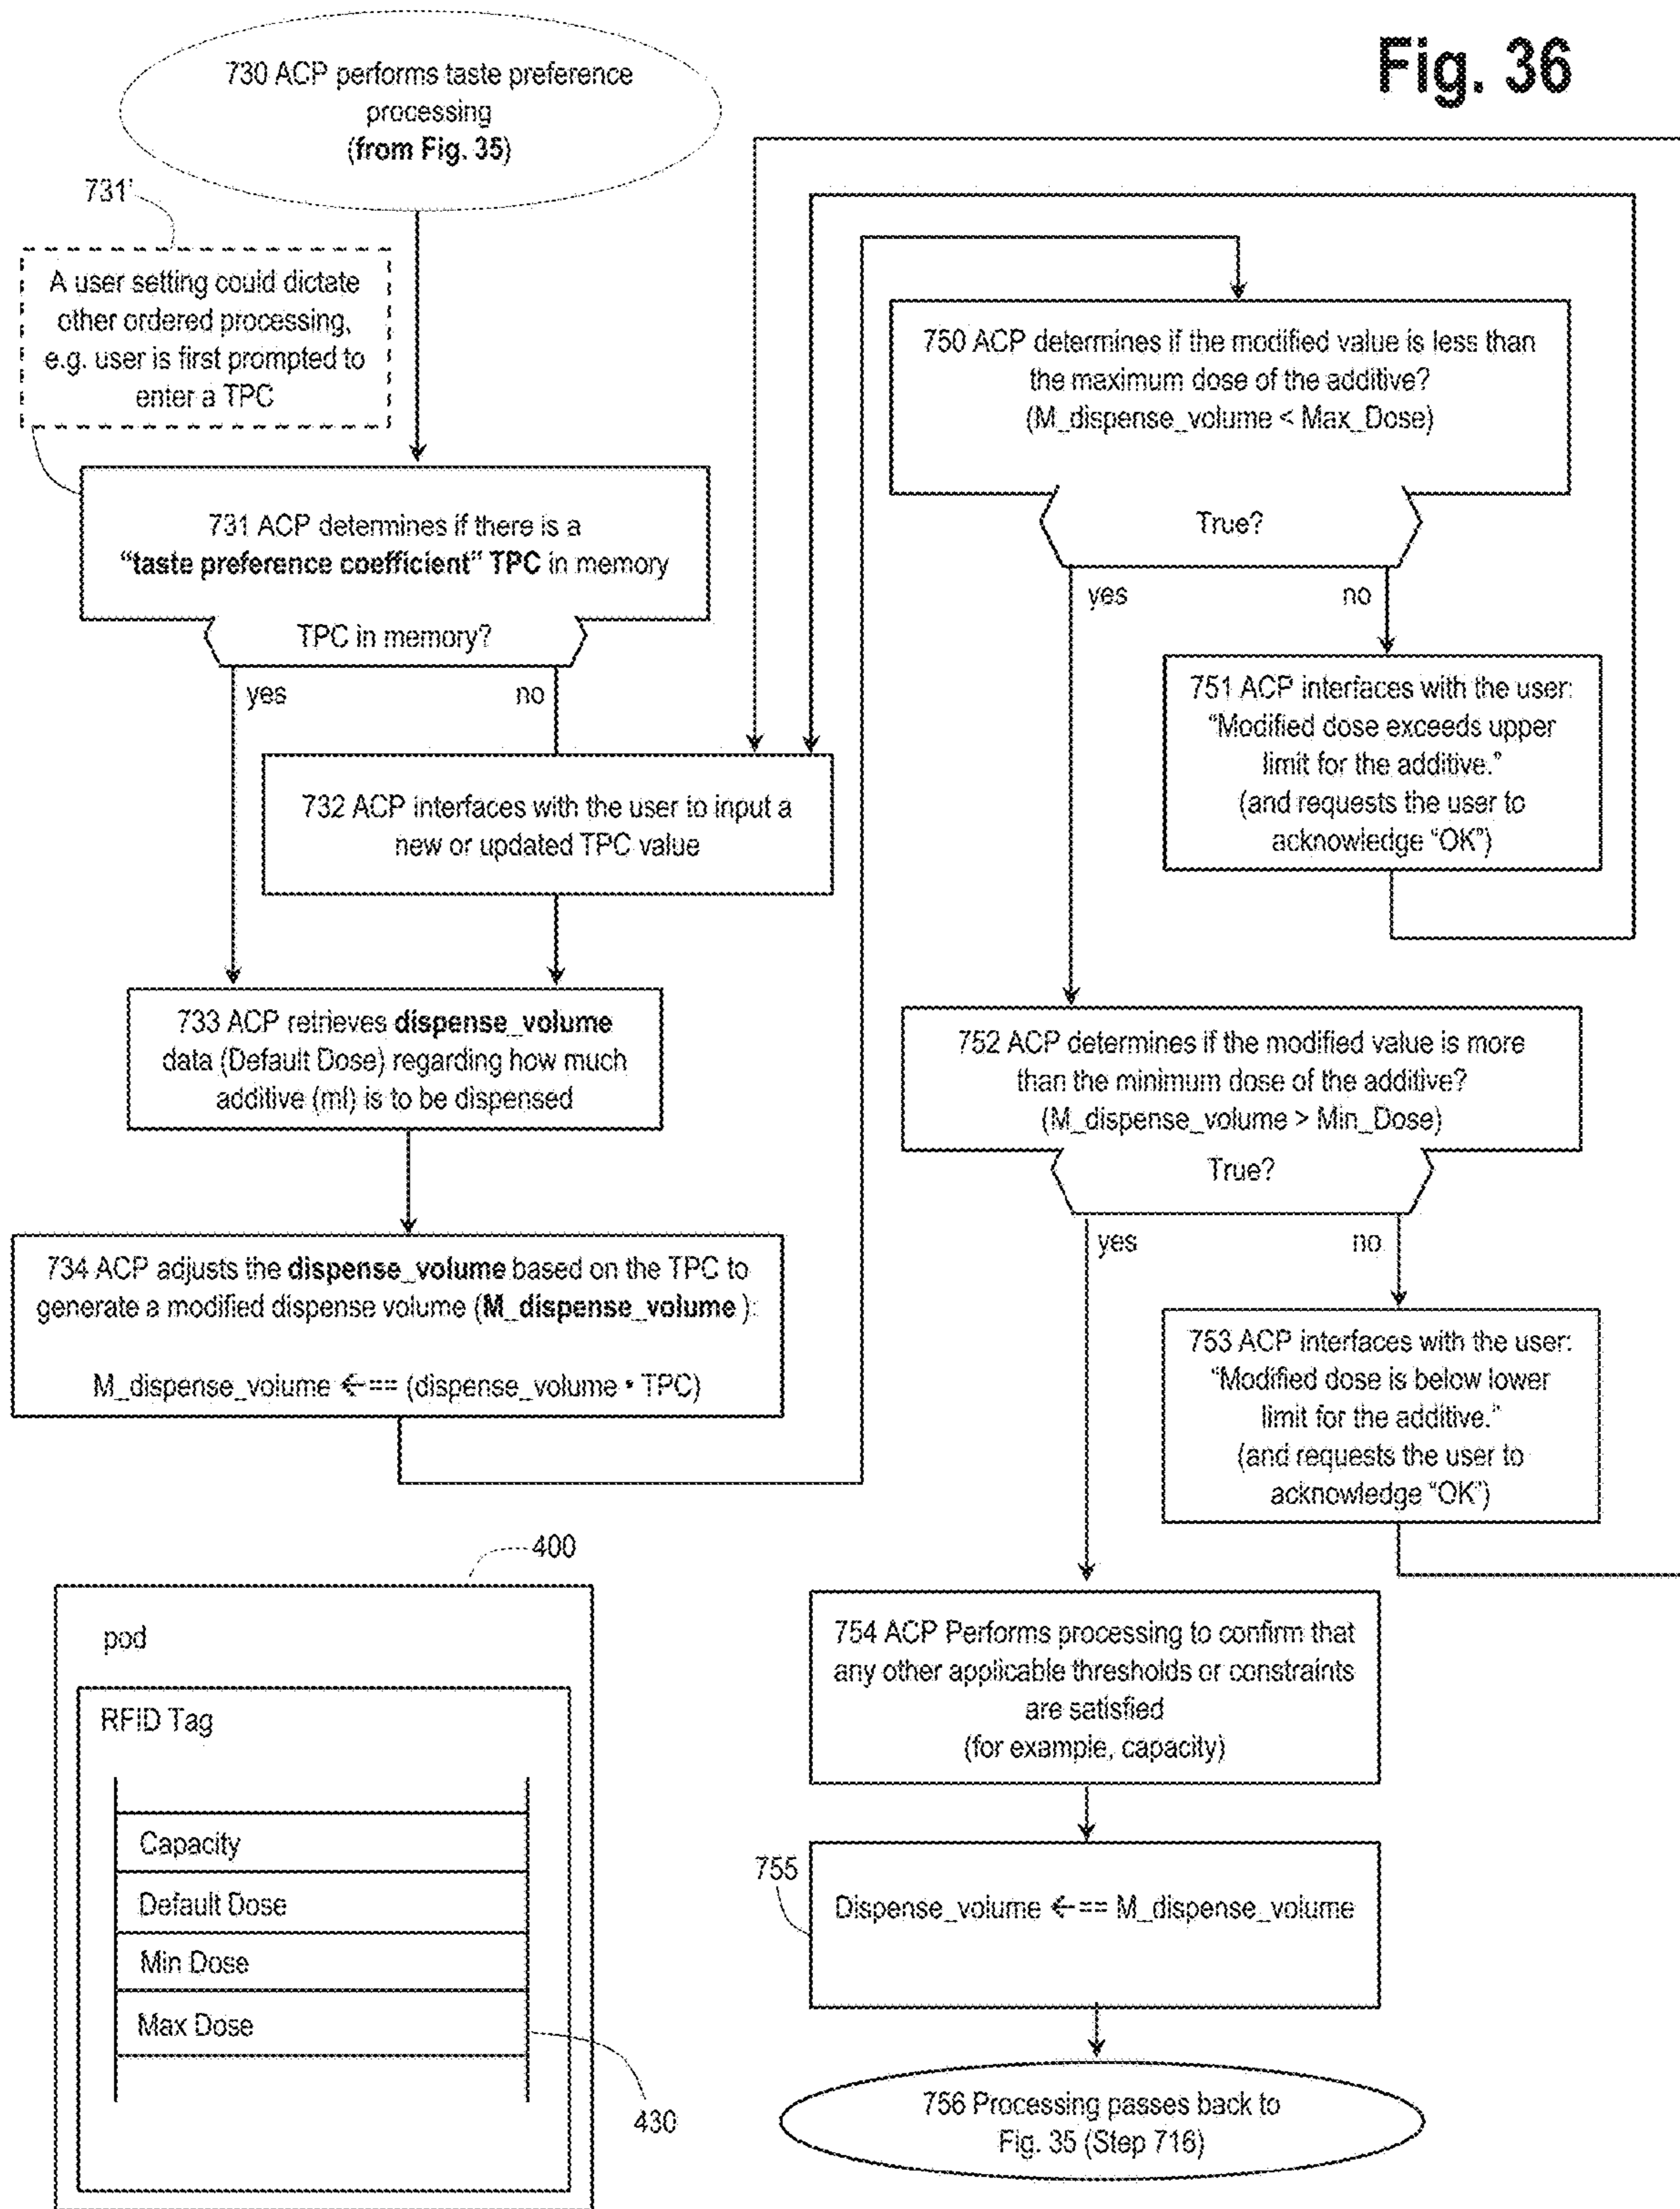 Fig. 36
730 ACP performs taste preference
processing
(from Fig. 35)
731'
A user setting could dictate
other ordered processing,
e.g. user is first prompted to
enter a TPC
731 ACP determines if there is a
“taste preference coefficient” TPC in memory
TPC in memory?
yes
no
732 ACP interfaces with the user to input a
new or updated TPC value
733 ACP retrieves dispense_volume
data (Default Dose) regarding how much
additive (ml) is to be dispensed
734 ACP adjusts the dispense_volume based on the TPC to
generate a modified dispense volume (M_dispense_volume ):
M_dispense_volume ←== (dispense_volume • TPC)
750 ACP determines if the modified value is less than
the maximum dose of the additive?
(M_dispense_volume < Max_Dose)
True?
yes
no
751 ACP interfaces with the user:
“Modified dose exceeds upper
limit for the additive.”
(and requests the user to
acknowledge “OK”)
752 ACP determines if the modified value is more
than the minimum dose of the additive?
(M_dispense_volume > Min_Dose)
True?
yes
no
753 ACP interfaces with the user:
“Modified dose is below lower
limit for the additive.”
(and requests the user to
acknowledge “OK”)
754 ACP Performs processing to confirm that
any other applicable thresholds or constraints
are satisfied
(for example, capacity)
755
Dispense_volume ←== M_dispense_volume
756 Processing passes back to
Fig. 35 (Step 716)
400
pod
RFID Tag
Capacity
Default Dose
Min Dose
Max Dose
430